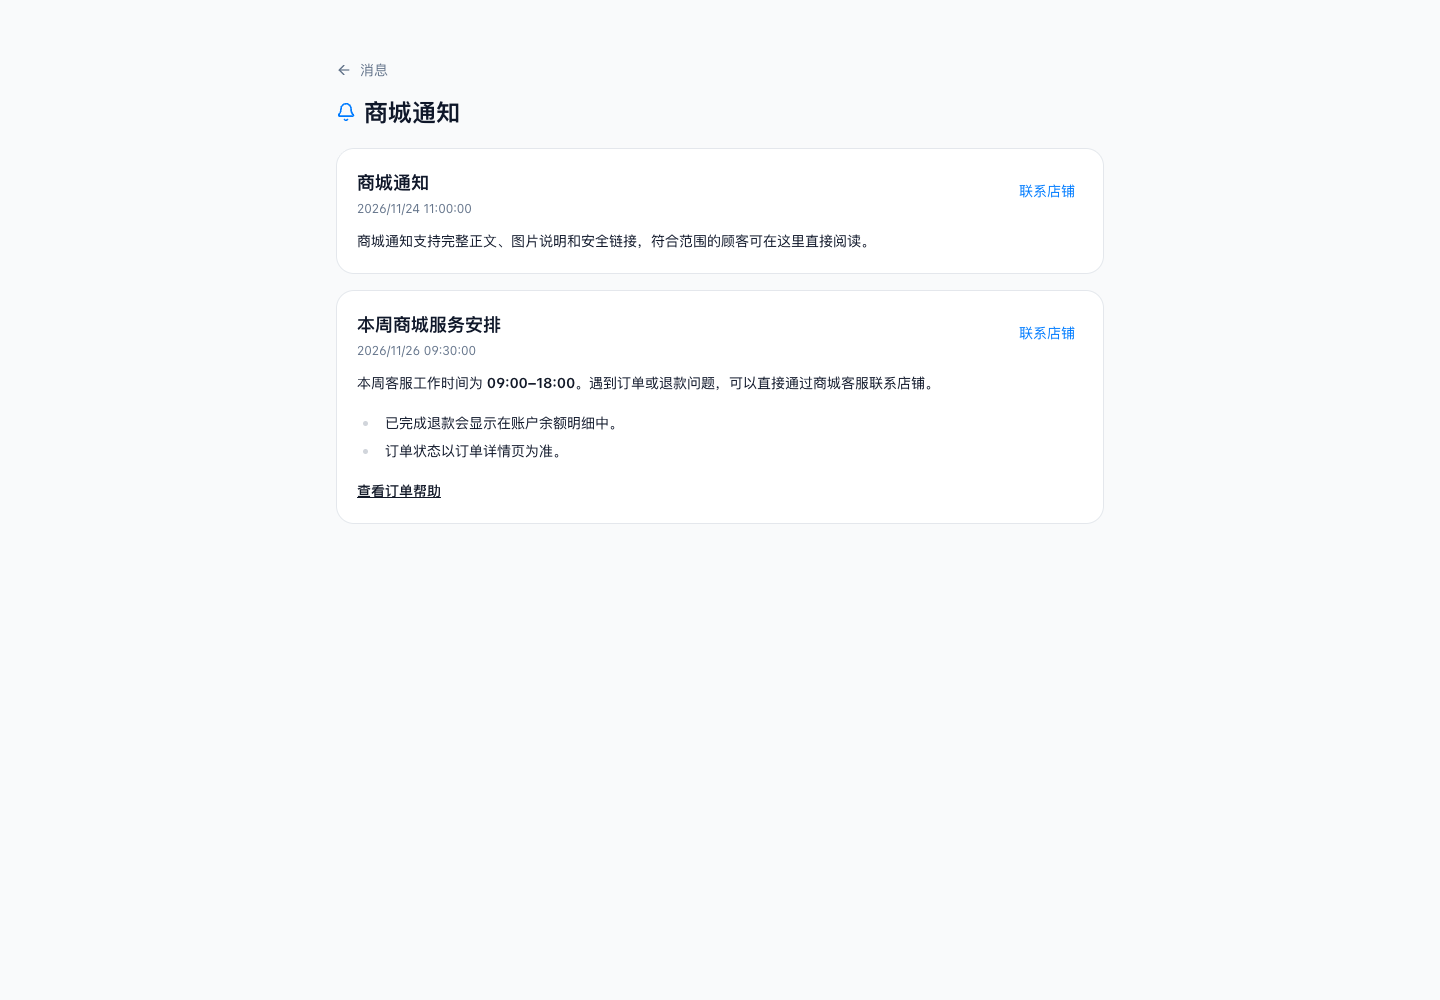 消息
商城通知
商城通知
联系店铺
2026/11/24 11:00:00
商城通知支持完整正文、图片说明和安全链接，符合范围的顾客可在这里直接阅读。
本周商城服务安排
联系店铺
2026/11/26 09:30:00
本周客服工作时间为 09:00–18:00。遇到订单或退款问题，可以直接通过商城客服联系店铺。
已完成退款会显示在账户余额明细中。
订单状态以订单详情页为准。
查看订单帮助